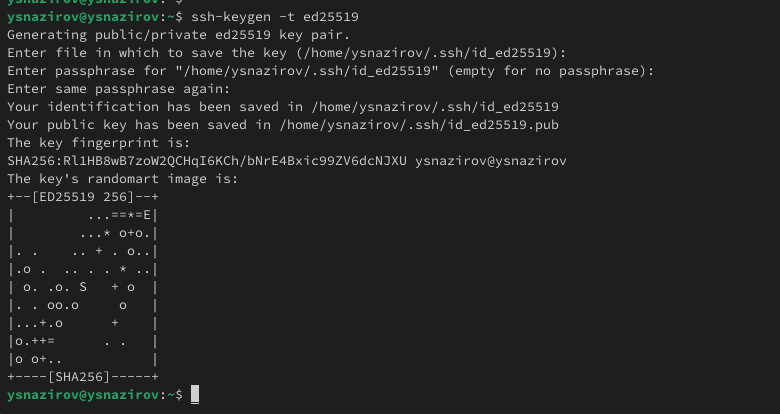 ysnazirov@ysnazirov:~$ ssh-keygen -t ed25519
Generating public/private ed25519 key pair.
Enter file in which to save the key (/home/ysnazirov/.ssh/id_ed25519):
Enter passphrase for "/home/ysnazirov/.ssh/id_ed25519" (empty for no passphrase):
Enter same passphrase again:
Your identification has been saved in /home/ysnazirov/.ssh/id_ed25519
Your public key has been saved in /home/ysnazirov/.ssh/id_ed25519.pub
The key fingerprint is:
SHA256:Rl1HB8wB7zoW2QCHqI6KCh/bNrE4Bxic99ZV6dcNJXU ysnazirov@ysnazirov
The key's randomart image is:
+--[ED25519 256]--+
|         ...==*=E|
|        ...* o+o.|
|. .    .. + . o..|
|.o .  .. . . * ..|
| o. .o. S   + o  |
|. . oo.o     o   |
|...+.o      +    |
|o.++=      . .   |
|o o+..           |
+----[SHA256]-----+
ysnazirov@ysnazirov:~$